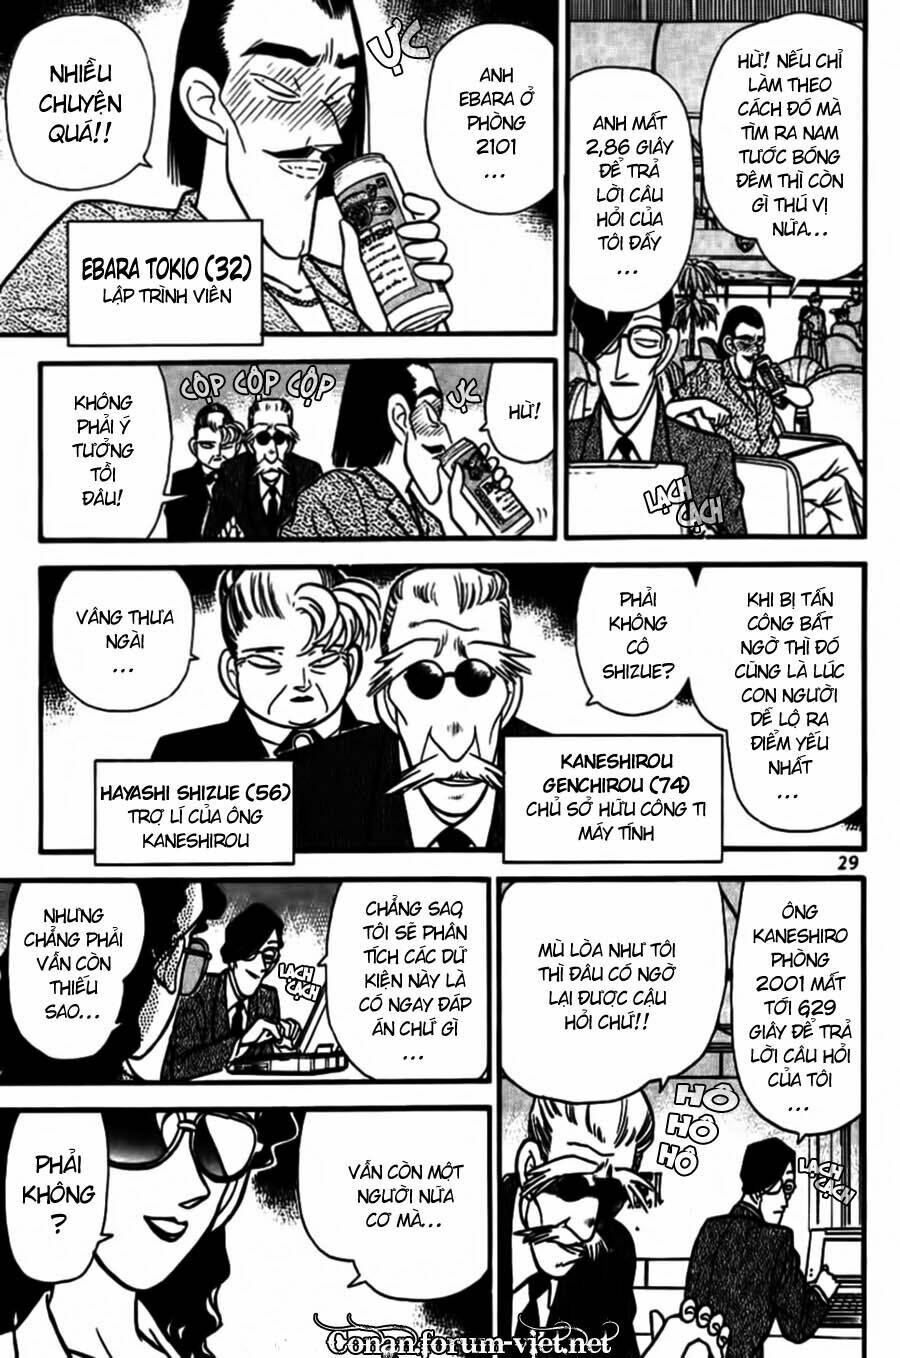 HỪ! NẾU CHỈ
LÀM THEO
CÁCH ĐÓ MÀ
TÌM RA NAM
TƯỚC BÓNG
ĐÊM THÌ CÒN
GÌ THÚ VỊ
NỮA...
ANH MẤT
2,86 GIÂY
ĐỂ TRẢ
LỜI CÂU
HỎI CỦA
TÔI ĐẤY
...
LẠCH
CẠCH
ANH
EBARA Ở
PHÒNG
2101
...
ỰC
NHIỀU
CHUYỆN
QUÁ!!
EBARA TOKIO (32)
LẬP TRÌNH VIÊN
HỪ!
ỰC
CỘP CỘP CỘP
KHÔNG
PHẢI Ý
TƯỞNG
TỒI
ĐÂU!
KHI BỊ TẤN
CÔNG BẤT
NGỜ THÌ ĐÓ
CŨNG LÀ LÚC
CON NGƯỜI
DỄ LỘ RA
ĐIỂM YẾU
NHẤT
...
PHẢI
KHÔNG
CÔ
SHIZUE?
VÂNG THƯA
NGÀI
...
KANESHIROU
GENCHIROU (74)
CHỦ SỞ HỮU CÔNG TI
MÁY TÍNH
HAYASHI SHIZUE (56)
TRỢ LÍ CỦA ÔNG
KANESHIROU
29
ÔNG
KANESHIRO
PHÒNG
2001 MẤT
TỚI 6,29
GIÂY ĐỂ TRẢ
LỜI CÂU HỎI
CỦA TÔI
...
LẠCH
CẠCH
MÙ LÒA NHƯ TÔI
THÌ ĐÂU CÓ NGỜ
LẠI ĐƯỢC CÂU
HỎI CHỨ!!
HÔ
HÔ
HÔ
CHẲNG SAO,
TÔI SẼ PHÂN
TÍCH CÁC DỮ
KIỆN NÀY LÀ
CÓ NGAY ĐÁP
ÁN CHỨ GÌ
...
LẠCH
CẠCH
NHƯNG
CHẲNG PHẢI
VẪN CÒN
THIẾU
SAO...
VẪN CÒN MỘT
NGƯỜI NỮA
CƠ MÀ...
PHẢI
KHÔNG
?
Conan.forum-viet.net